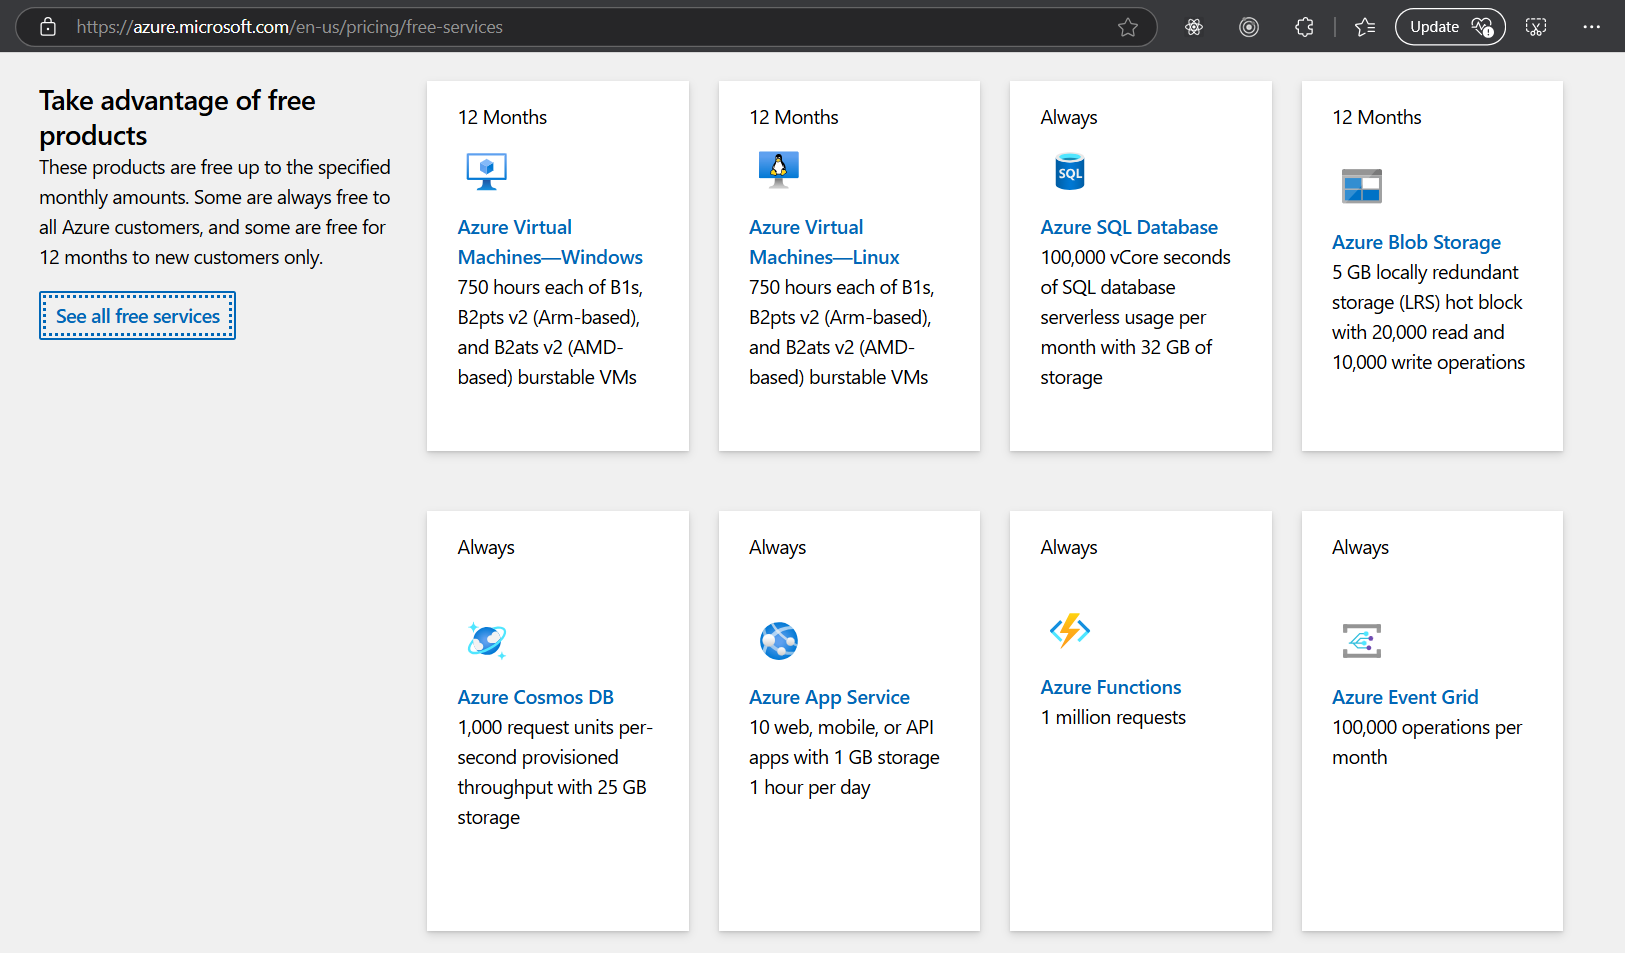 https://azure.microsoft.com/en-us/pricing/free-services
Update
Take advantage of free
products
These products are free up to the specified
monthly amounts. Some are always free to
all Azure customers, and some are free for
12 months to new customers only.
See all free services
12 Months
Azure Virtual
Machines—Windows
750 hours each of B1s,
B2pts v2 (Arm-based),
and B2ats v2 (AMD-
based) burstable VMs
12 Months
Azure Virtual
Machines—Linux
750 hours each of B1s,
B2pts v2 (Arm-based),
and B2ats v2 (AMD-
based) burstable VMs
Always
SQL
Azure SQL Database
100,000 vCore seconds
of SQL database
serverless usage per
month with 32 GB of
storage
12 Months
Azure Blob Storage
5 GB locally redundant
storage (LRS) hot block
with 20,000 read and
10,000 write operations
Always
Azure Cosmos DB
1,000 request units per-
second provisioned
throughput with 25 GB
storage
Always
Azure App Service
10 web, mobile, or API
apps with 1 GB storage
1 hour per day
Always
Azure Functions
1 million requests
Always
Azure Event Grid
100,000 operations per
month